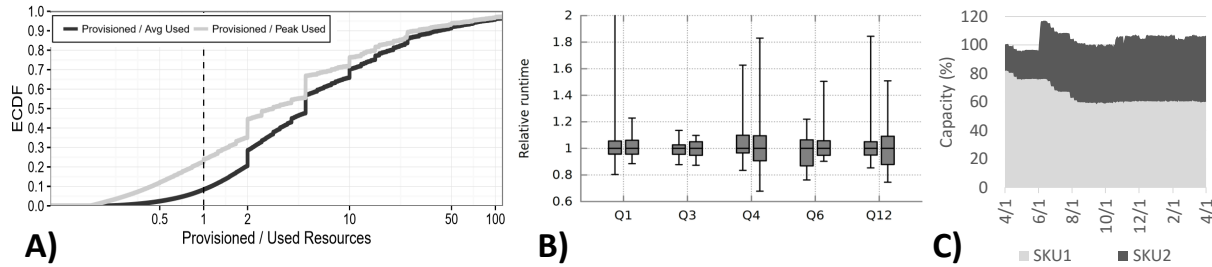 Provisioned / Avg Used Provisioned / Peak Used
1.0
0.9
0.8
0.7
0.6
0.5
0.4
0.3
0.2
0.1
0.0
ECDF
0.5 1 2 10 50 100
Provisioned / Used Resources
A)
2
1.8
1.6
1.4
1.2
1
0.8
0.6
Relative runtime
Q1 Q3 Q4 Q6 Q12
B)
120
100
80
60
40
20
0
Capacity (%)
4/1 6/1 8/1 10/1 12/1 2/1 4/1
SKU1 SKU2
C)